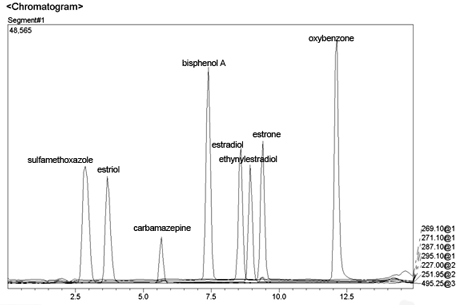 <Chromatogram>
Segment#1
48,565
oxybenzone
bisphenol A
estrone
estradiol
ethynylestradiol
sulfamethoxazole
estriol
carbamazepine
269.10@1
271.10@1
287.10@1
295.10@1
227.00@2
251.95@2
495.25@3
2.5 5.0 7.5 10.0 12.5